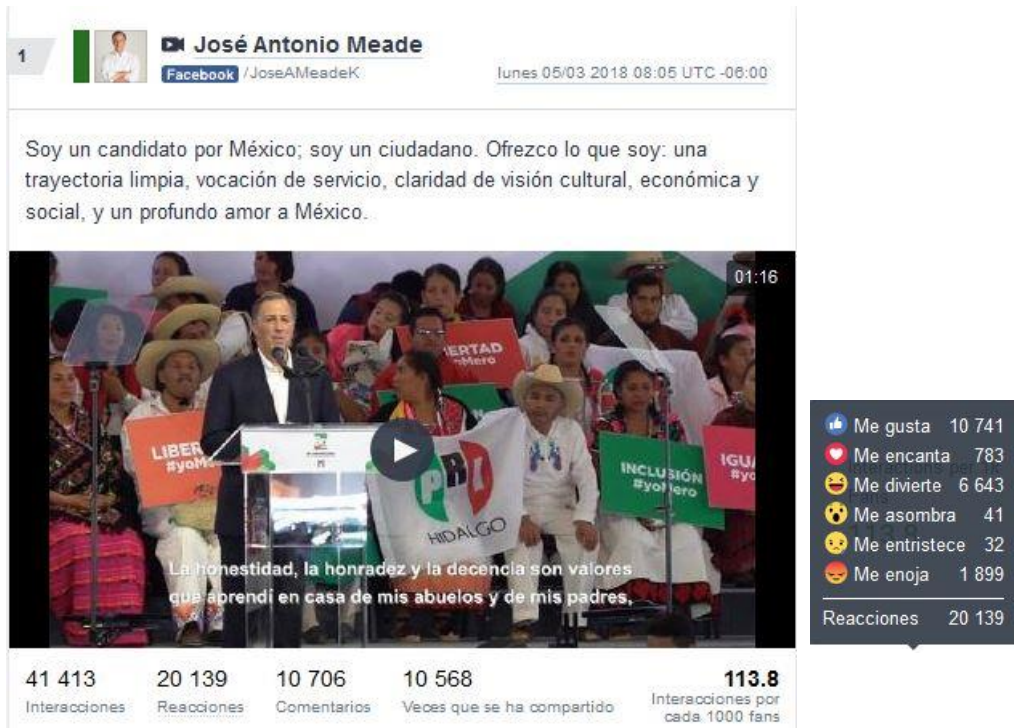 1
José Antonio Meade
Facebook /JoseAMeadeK
lunes 05/03 2018 08:05 UTC -06:00
Soy un candidato por México; soy un ciudadano. Ofrezco lo que soy: una
trayectoria limpia, vocación de servicio, claridad de visión cultural, económica y
social, y un profundo amor a México.
01:16
LIBER
#yoMe
ERTAD
oMero
PRI
HIDALGO
INCLUSIÓN
#yoMero
IGUA
#yo
La honestidad, la honradez y la decencia son valores
que aprendí en casa de mis abuelos y de mis padres,
41 413
Interacciones
20 139
Reacciones
10 706
Comentarios
10 568
Veces que se ha compartido
113.8
Interacciones por
cada 1000 fans
Me gusta 10 741
Me encanta 783
Me divierte 6 643
Me asombra 41
Me entristece 32
Me enoja 1 899
Reacciones 20 139